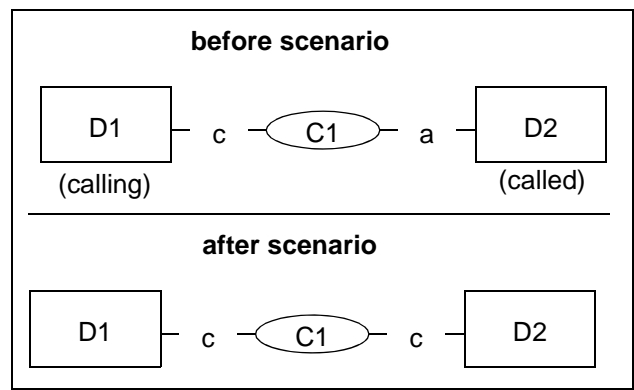 before scenario
D1 c C1 a D2
(calling) (called)
after scenario
D1 c C1 c D2